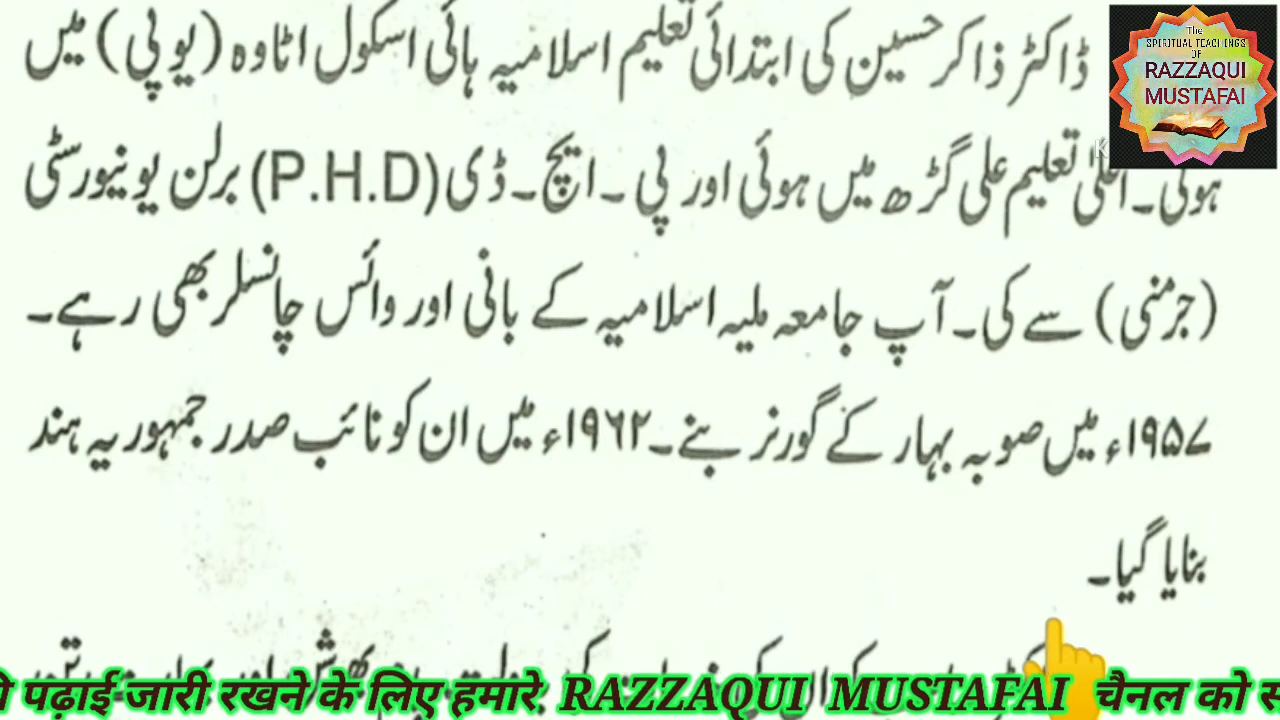 ڈاکٹر ذاکر حسین کی ابتدائی تعلیم اسلامیہ ہائی اسکول اٹاوہ (یو پی) میں
ہوئی۔ اعلیٰ تعلیم علی گڑھ میں ہوئی اور پی ۔ ایچ ۔ ڈی (P.H.D) برلن یونیورسٹی
(جرمنی) سے کی۔ آپ جامعہ ملیہ اسلامیہ کے بانی اور وائس چانسلر بھی رہے۔
۱۹۵۷ء میں صوبہ بہار کے گورنر بنے۔ ۱۹۶۲ء میں ان کو نائب صدر جمہوریہ ہند
بنایا گیا۔
The
SPIRITUAL TEACHINGS
OF
RAZZAQUI
MUSTAFAI
पढ़ाई जारी रखने के लिए हमारे RAZZAQUI MUSTAFAI चैनल को